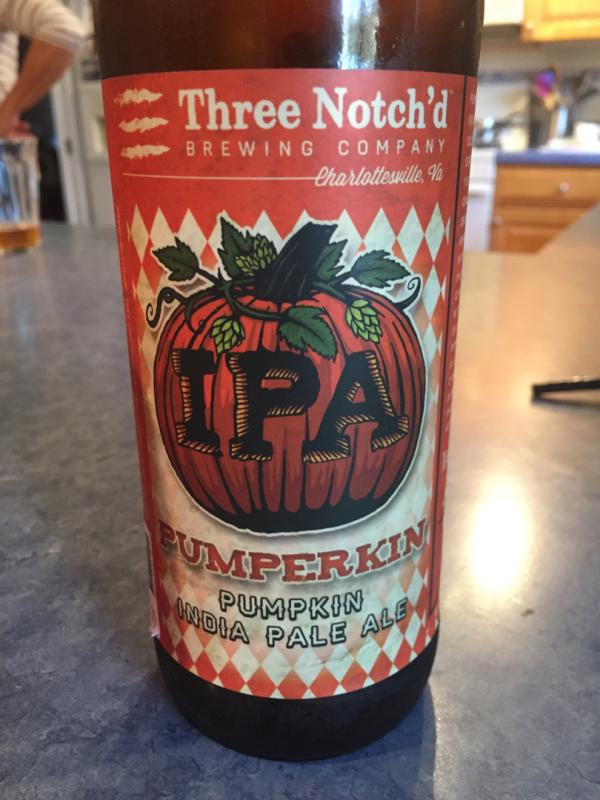 Three Notch'd
BREWING COMPANY
Charlottesville, Va
IPA
PUMPERKIN
PUMPKIN
INDIA PALE ALE